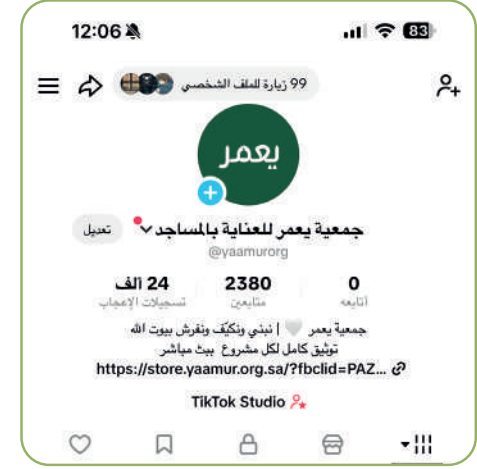 12:06
83
99 زيارة للملف الشخصي
يعمر
جمعية يعمر للعناية بالمساجد
تعديل
@yaamurorg
0 2380 24 ألف
أتابعه متابعين تسجيلات الإعجاب
جمعية يعمر 🤍 | نبني ونكيّف ونفرش بيوت الله
توثيق كامل لكل مشروع ببث مباشر
https://store.yaamur.org.sa/?fbclid=PAZ...
TikTok Studio